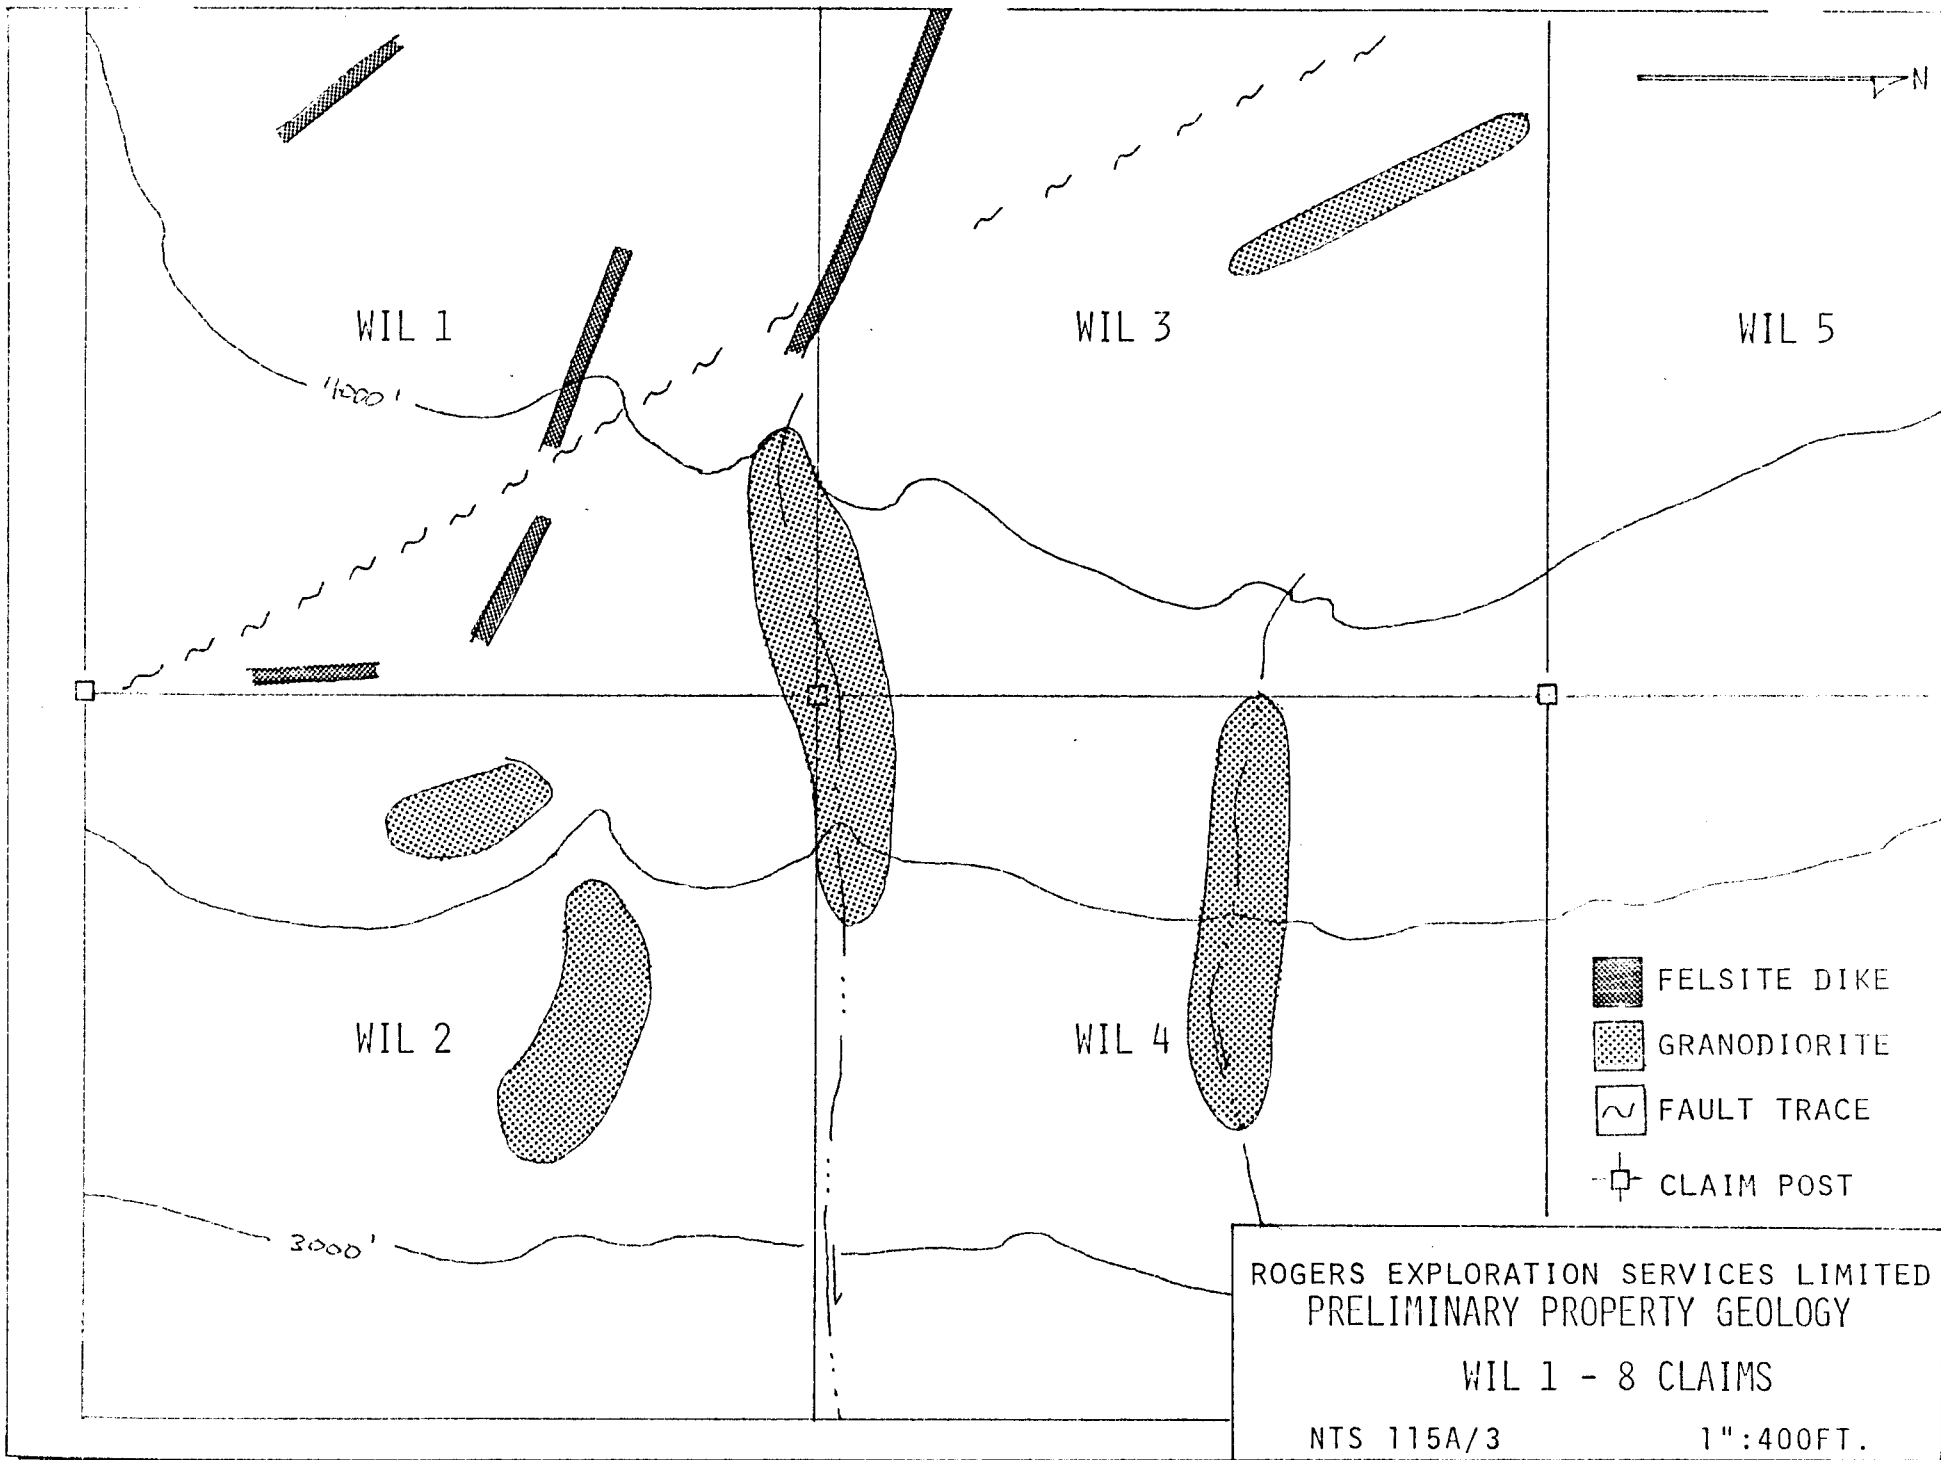 N
WIL 1
WIL 3
WIL 5
4000'
WIL 2
WIL 4
FELSITE DIKE
GRANODIORITE
FAULT TRACE
CLAIM POST
3000'
ROGERS EXPLORATION SERVICES LIMITED
PRELIMINARY PROPERTY GEOLOGY
WIL 1 - 8 CLAIMS
NTS 115A/3 1":400FT.